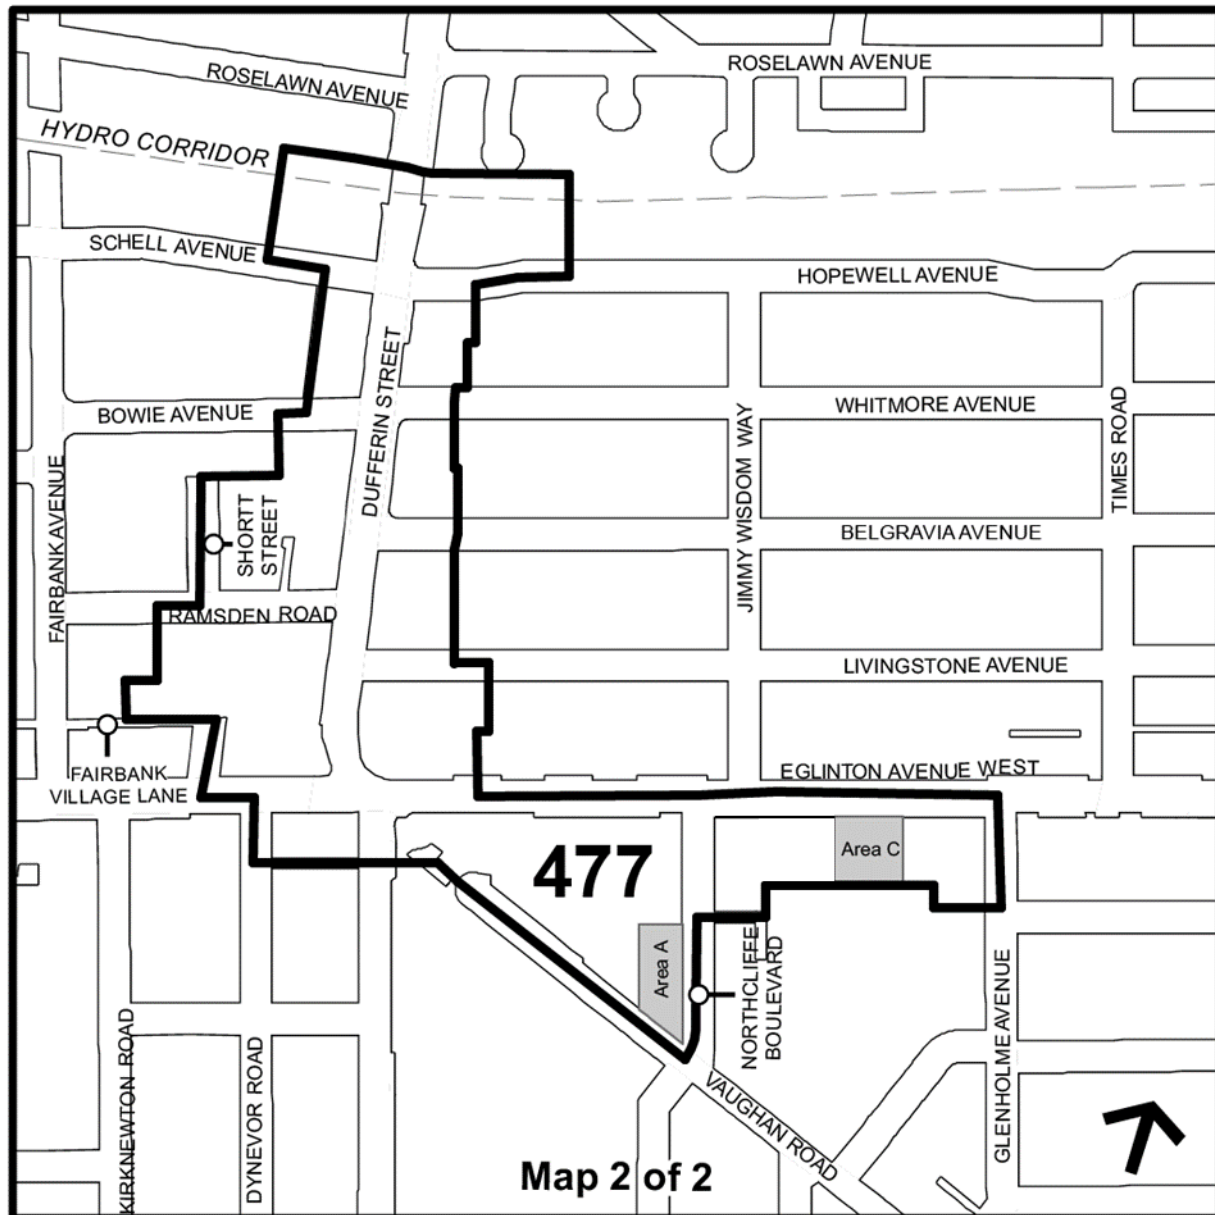 ROSELAWN AVENUE
ROSELAWN AVENUE
HYDRO CORRIDOR
SCHELL AVENUE
HOPEWELL AVENUE
DUFFERIN STREET
BOWIE AVENUE
WHITMORE AVENUE
JIMMY WISDOM WAY
TIMES ROAD
FAIRBANK AVENUE
SHORTT
STREET
BELGRAVIA AVENUE
RAMSDEN ROAD
LIVINGSTONE AVENUE
FAIRBANK
VILLAGE LANE
EGLINTON AVENUE WEST
477
Area C
Area A
NORTHCLIFFE
BOULEVARD
GLENHOLME AVENUE
KIRKNEWTON ROAD
DYNEVOR ROAD
VAUGHAN ROAD
Map 2 of 2